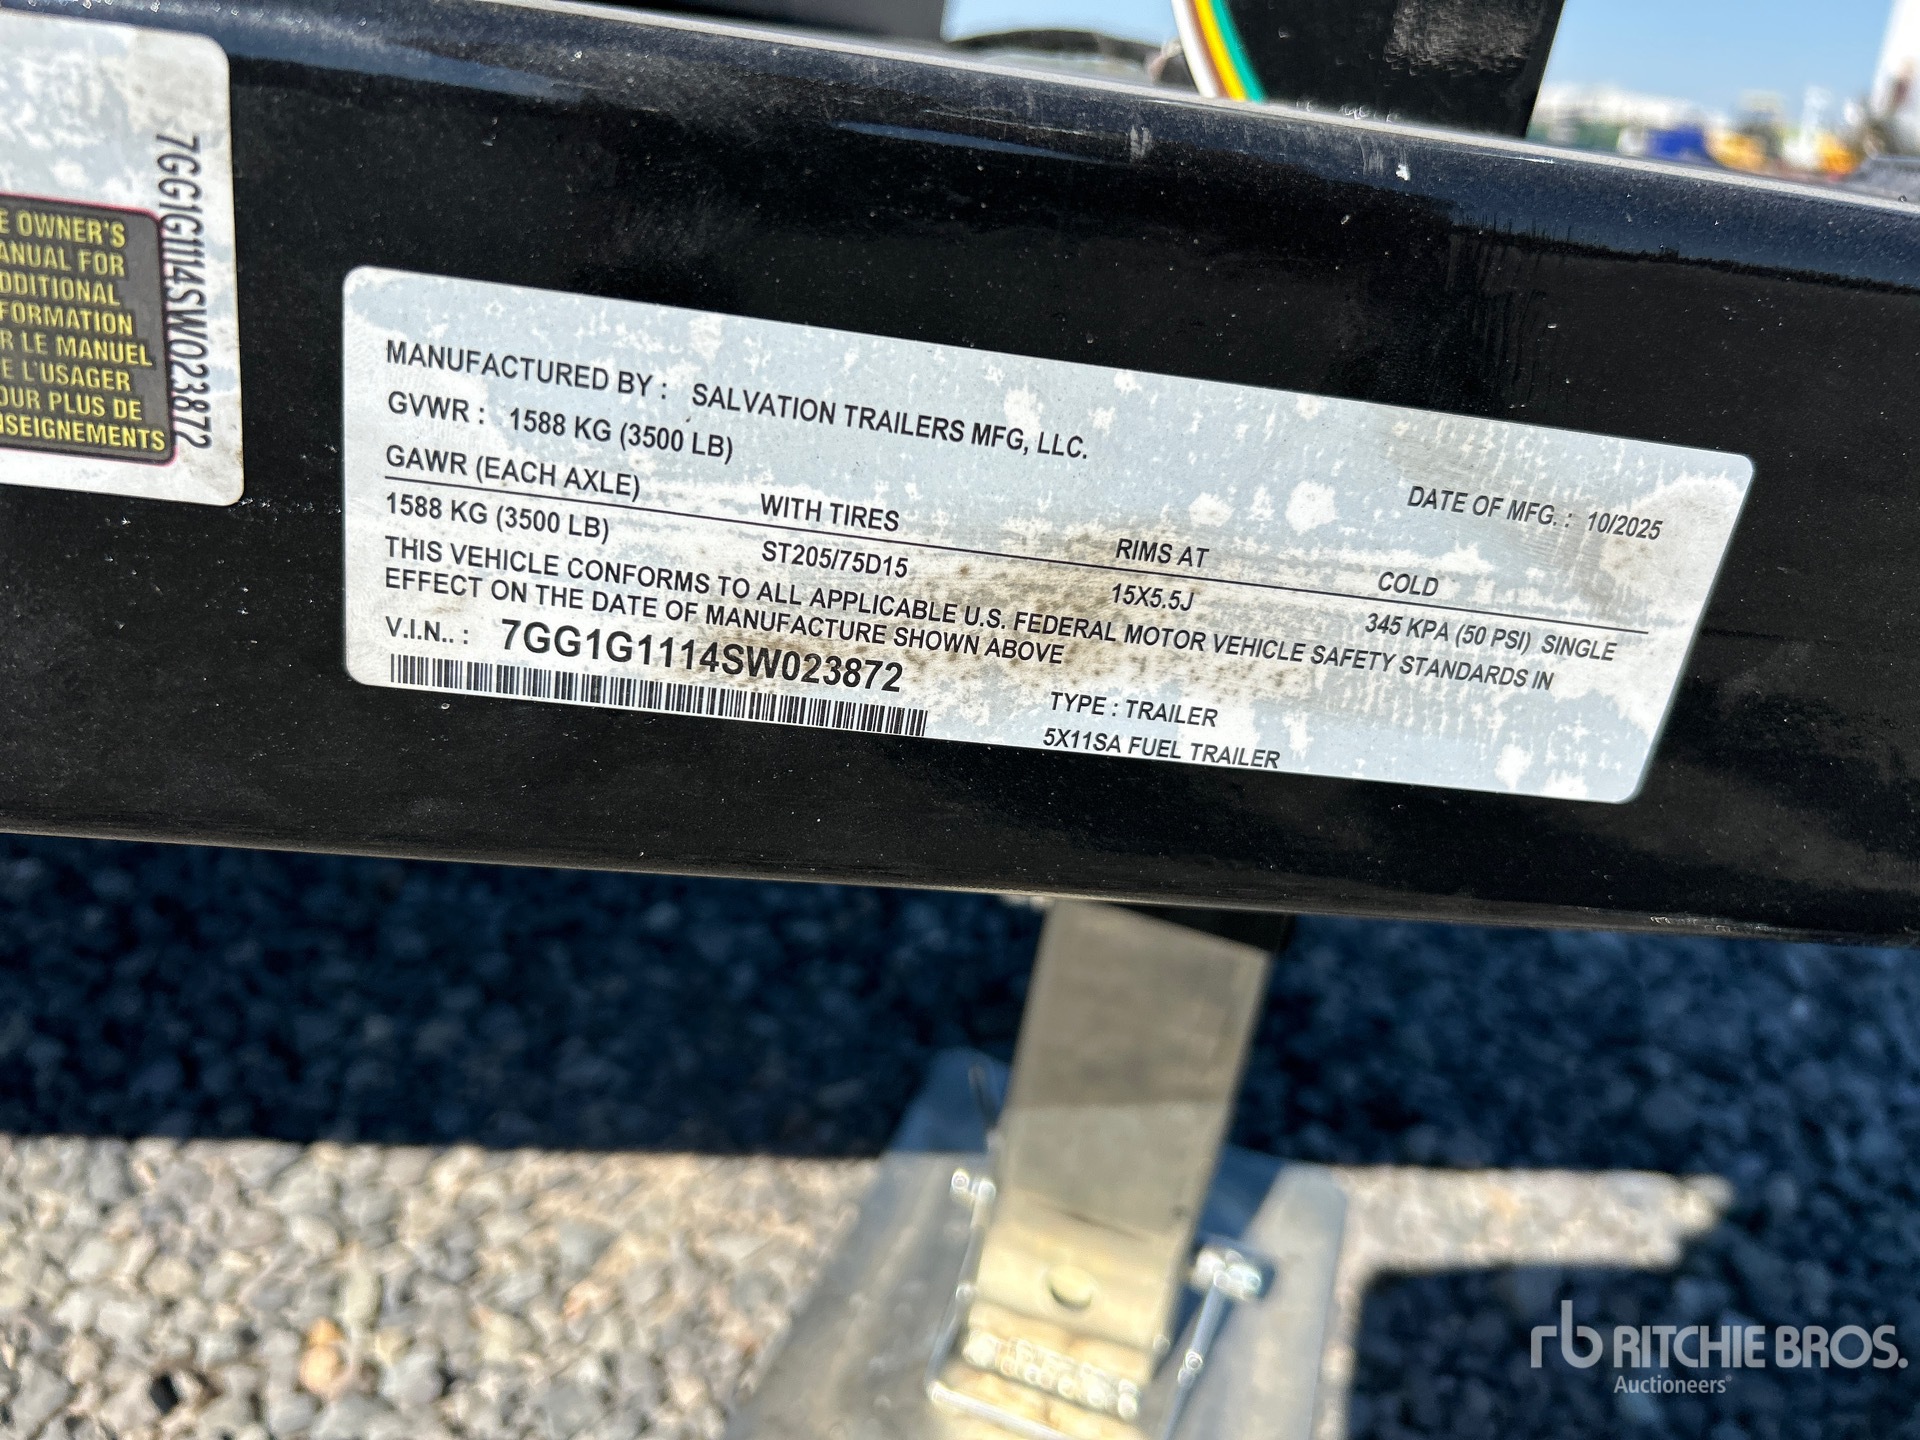 E OWNER'S
ANUAL FOR
DDITIONAL
FORMATION
R LE MANUEL
E L'USAGER
OUR PLUS DE
NSEIGNEMENTS
7GG1G1114SW023872
MANUFACTURED BY : SALVATION TRAILERS MFG, LLC.
GVWR : 1588 KG (3500 LB)
DATE OF MFG. : 10/2025
GAWR (EACH AXLE) WITH TIRES RIMS AT COLD
1588 KG (3500 LB) ST205/75D15 15X5.5J 345 KPA (50 PSI) SINGLE
THIS VEHICLE CONFORMS TO ALL APPLICABLE U.S. FEDERAL MOTOR VEHICLE SAFETY STANDARDS IN
EFFECT ON THE DATE OF MANUFACTURE SHOWN ABOVE
V.I.N.. : 7GG1G1114SW023872
TYPE : TRAILER
5X11SA FUEL TRAILER
rb RITCHIE BROS.
Auctioneers